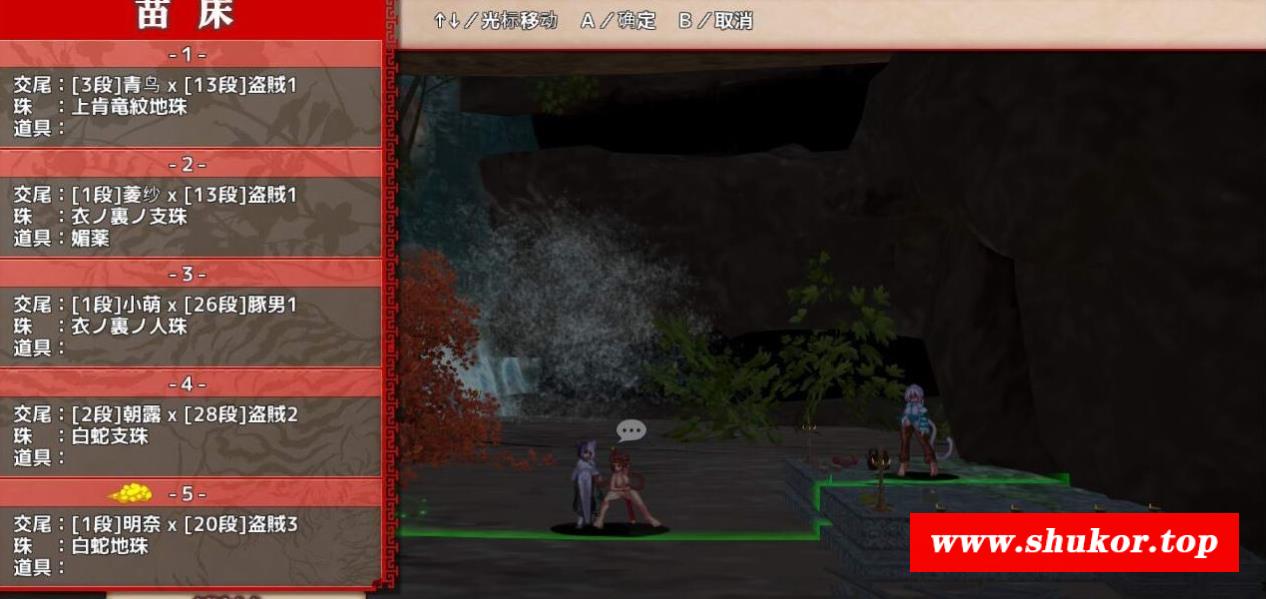 苗床
↑↓／光标移动 A／确定 B／取消
-1-
交尾：[3段]青鸟 x [13段]盗賊1
珠　：上肯竜紋地珠
道具：
-2-
交尾：[1段]菱纱 x [13段]盗賊1
珠　：衣ノ裏ノ支珠
道具：媚薬
-3-
交尾：[1段]小萌 x [26段]豚男1
珠　：衣ノ裏ノ人珠
道具：
-4-
交尾：[2段]朝露 x [28段]盗賊2
珠　：白蛇支珠
道具：
-5-
交尾：[1段]明奈 x [20段]盗賊3
珠　：白蛇地珠
道具：
www.shukor.top